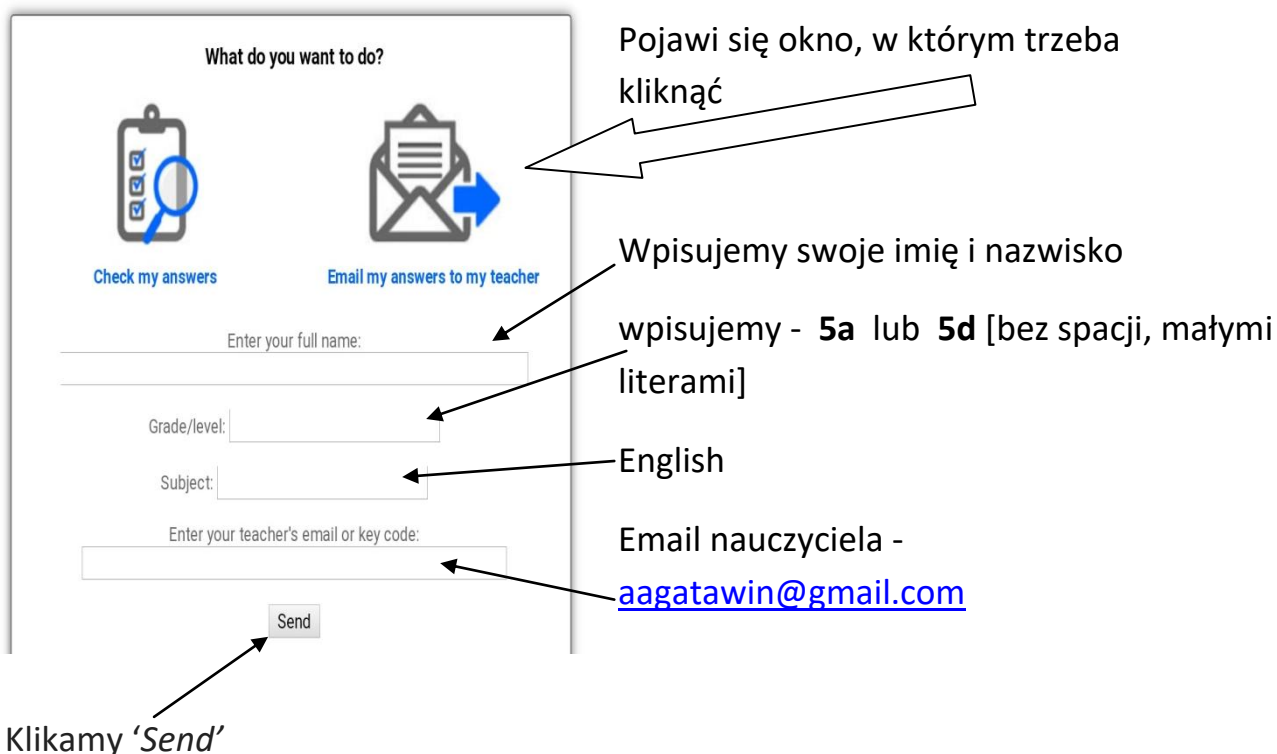 What do you want to do?
Check my answers
Email my answers to my teacher
Enter your full name:
Grade/level:
Subject:
Enter your teacher's email or key code:
Send
Pojawi się okno, w którym trzeba
kliknąć
Wpisujemy swoje imię i nazwisko
wpisujemy - 5a lub 5d [bez spacji, małymi
literami]
English
Email nauczyciela -
aagatawin@gmail.com
Klikamy ‘Send’